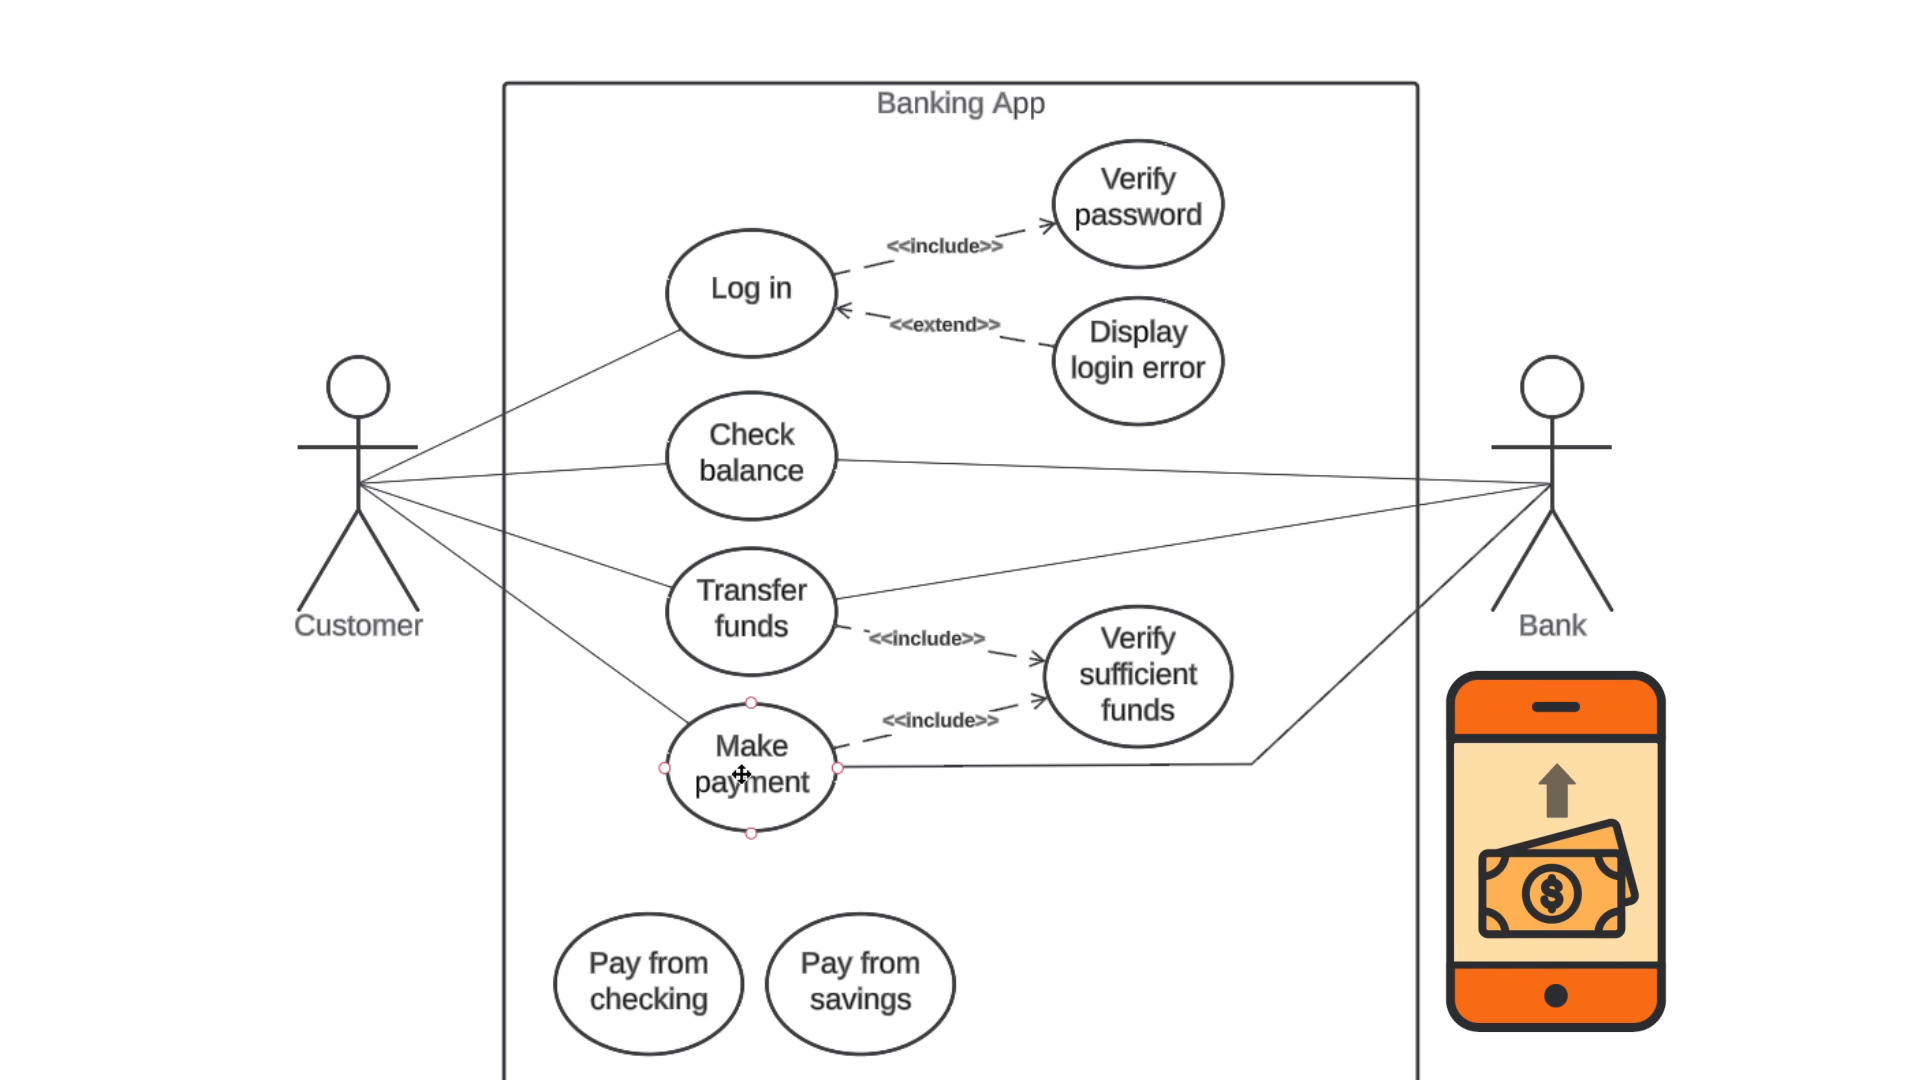 Banking App
Verify
password
<<include>>
Log in
<<extend>>
Display
login error
Check
balance
Transfer
funds
<<include>>
Customer
Bank
Verify
sufficient
funds
<<include>>
Make
payment
$
Pay from
checking
Pay from
savings